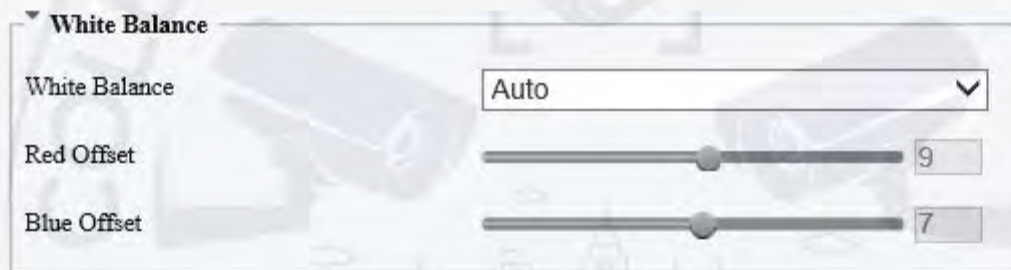 White Balance
White Balance Auto
Red Offset 9
Blue Offset 7